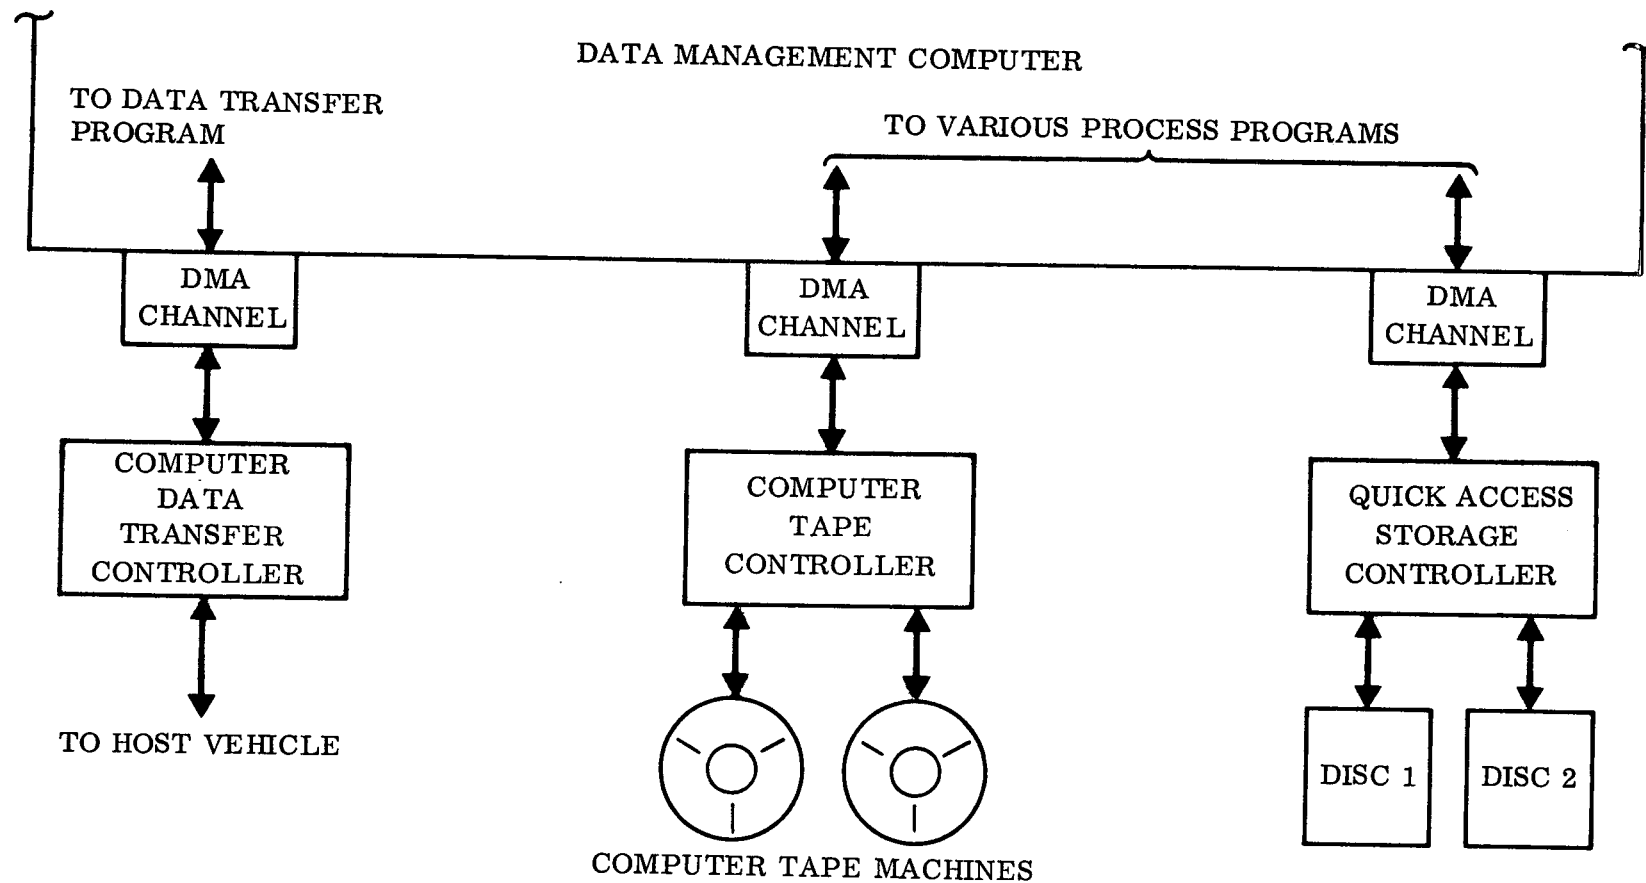 DATA MANAGEMENT COMPUTER
TO DATA TRANSFER
PROGRAM
TO VARIOUS PROCESS PROGRAMS
DMA
CHANNEL
DMA
CHANNEL
DMA
CHANNEL
COMPUTER
DATA
TRANSFER
CONTROLLER
COMPUTER
TAPE
CONTROLLER
QUICK ACCESS
STORAGE
CONTROLLER
TO HOST VEHICLE
DISC 1
DISC 2
COMPUTER TAPE MACHINES